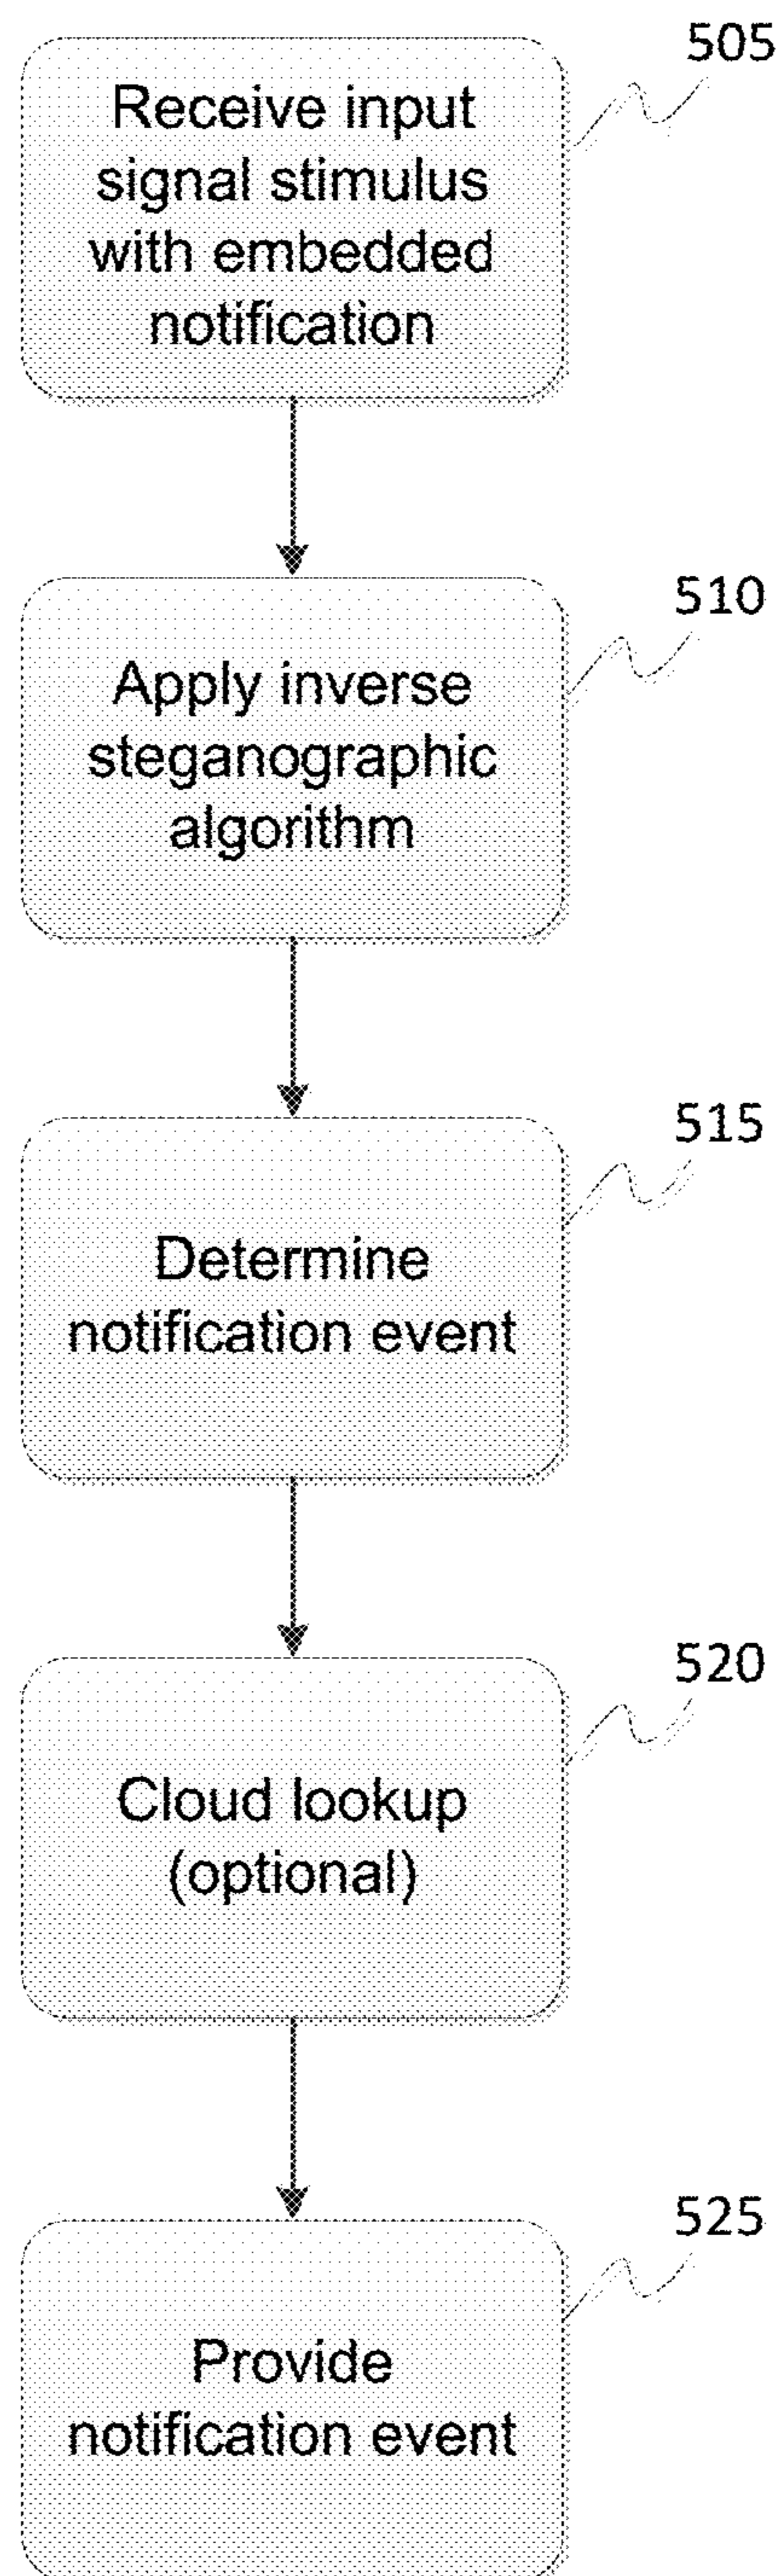 505
Receive input
signal stimulus
with embedded
notification
510
Apply inverse
steganographic
algorithm
515
Determine
notification event
520
Cloud lookup
(optional)
525
Provide
notification event